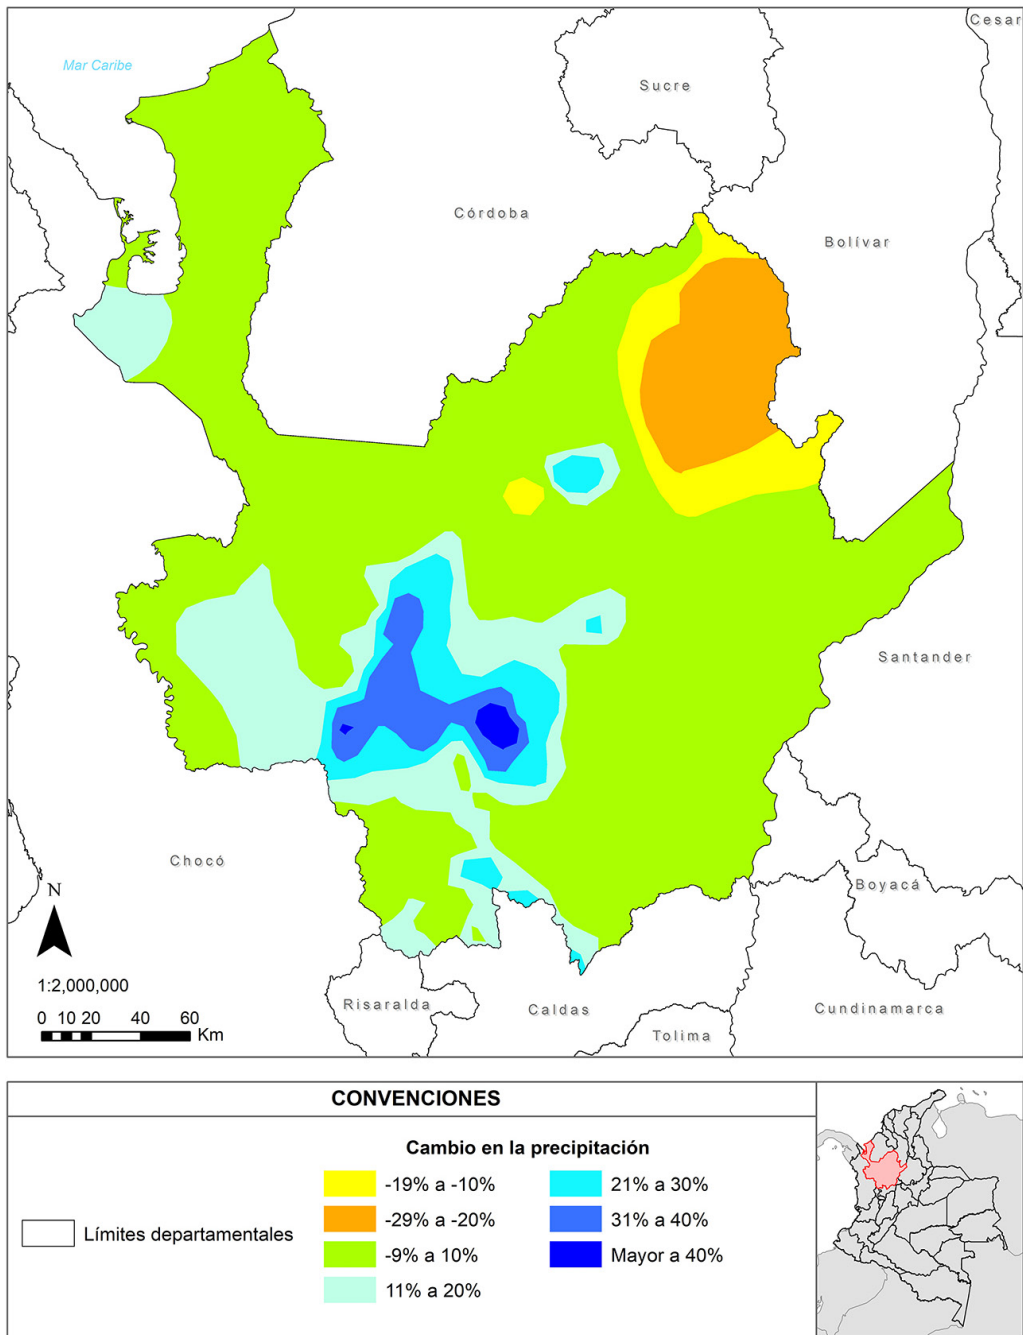 Cesar
Mar Caribe
Sucre
Córdoba
Bolívar
Santander
Chocó
Boyacá
N
1:2,000,000
Risaralda
Caldas
Cundinamarca
0 10 20 40 60
Km
Tolima
CONVENCIONES
Cambio en la precipitación
-19% a -10%
21% a 30%
-29% a -20%
31% a 40%
Límites departamentales
-9% a 10%
Mayor a 40%
11% a 20%